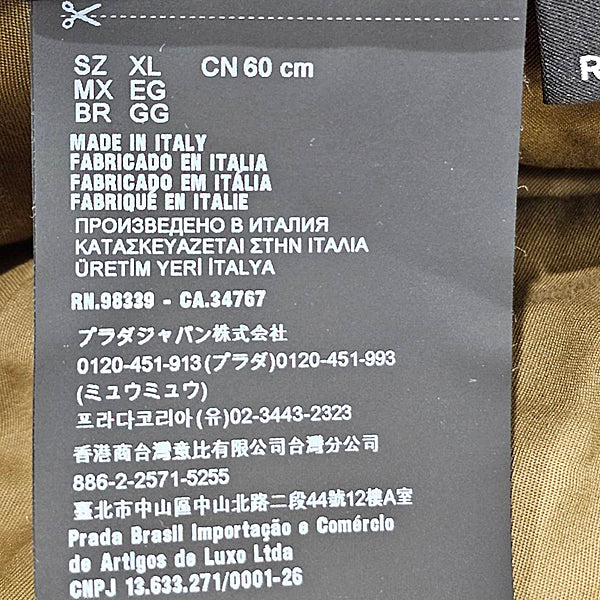 SZ XL CN 60 cm
MX EG
BR GG
MADE IN ITALY
FABRICADO EN ITALIA
FABRICADO EM ITÁLIA
FABRIQUÉ EN ITALIE
ПРОИЗВЕДЕНО В ИТАЛИЯ
ΚΑΤΑΣΚΕΥΑΖΕΤΑΙ ΣΤΗΝ ΙΤΑΛΙΑ
ÜRETİM YERİ İTALYA
RN.98339 - CA.34767
プラダジャパン株式会社
0120-451-913(プラダ)0120-451-993
(ミュウミュウ)
프라다코리아(유)02-3443-2323
香港商台灣意比有限公司台灣分公司
886-2-2571-5255
臺北市中山區中山北路二段44號12樓A室
Prada Brasil Importação e Comércio
de Artigos de Luxo Ltda
CNPJ 13.633.271/0001-26
R